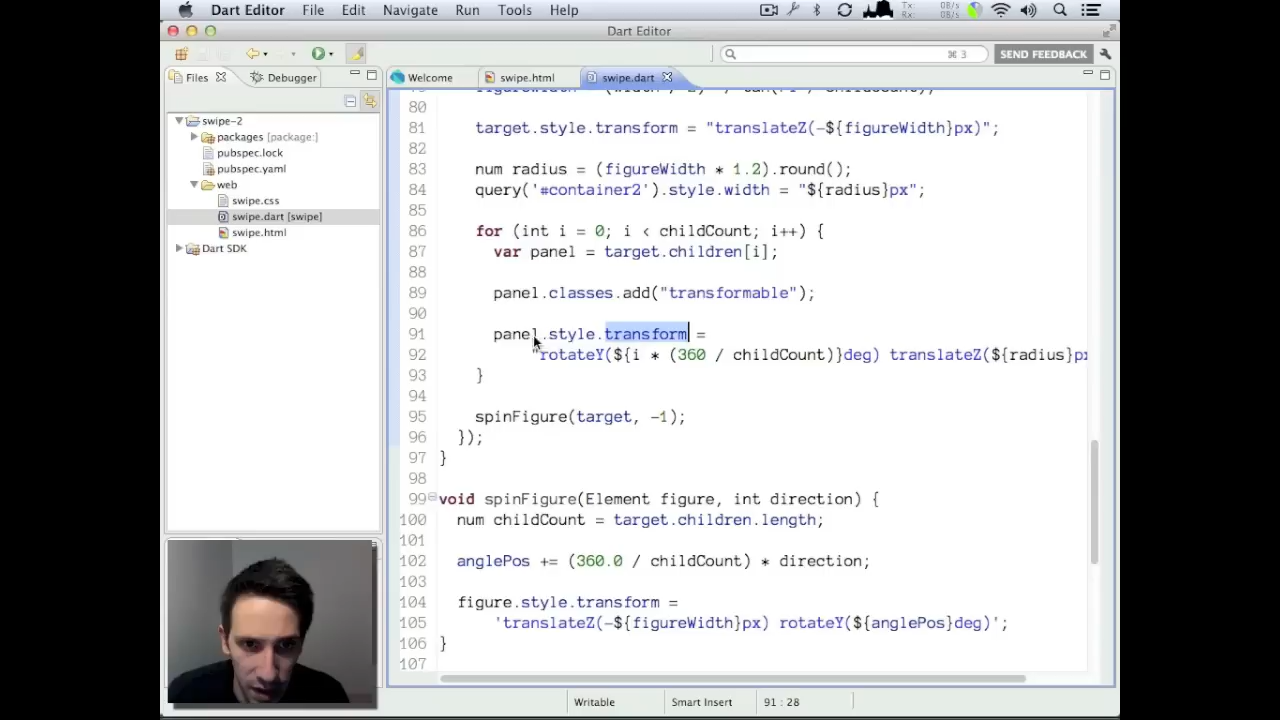 Dart Editor File Edit Navigate Run Tools Help Tx: Rx: 0B/s 0B/s
Dart Editor
⌘ 3 SEND FEEDBACK
Files Debugger Welcome swipe.html swipe.dart
swipe-2
packages [package:]
pubspec.lock
pubspec.yaml
web
swipe.css
swipe.dart [swipe]
swipe.html
Dart SDK
80
81 target.style.transform = "translateZ(-${figureWidth}px)";
82
83 num radius = (figureWidth * 1.2).round();
84 query('#container2').style.width = "${radius}px";
85
86 for (int i = 0; i < childCount; i++) {
87 var panel = target.children[i];
88
89 panel.classes.add("transformable");
90
91 panel.style.transform =
92 "rotateY(${i * (360 / childCount)}deg) translateZ(${radius}px
93 }
94
95 spinFigure(target, -1);
96 });
97 }
98
99 void spinFigure(Element figure, int direction) {
100 num childCount = target.children.length;
101
102 anglePos += (360.0 / childCount) * direction;
103
104 figure.style.transform =
105 'translateZ(-${figureWidth}px) rotateY(${anglePos}deg)';
106 }
107
Writable Smart Insert 91 : 28